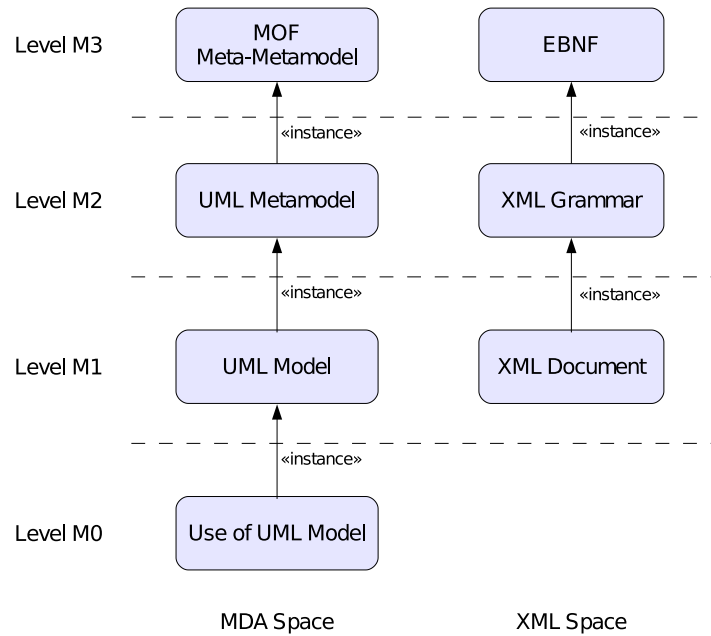 Level M3
MOF
Meta-Metamodel
EBNF
«instance»
«instance»
Level M2
UML Metamodel
XML Grammar
«instance»
«instance»
Level M1
UML Model
XML Document
«instance»
Level M0
Use of UML Model
MDA Space
XML Space